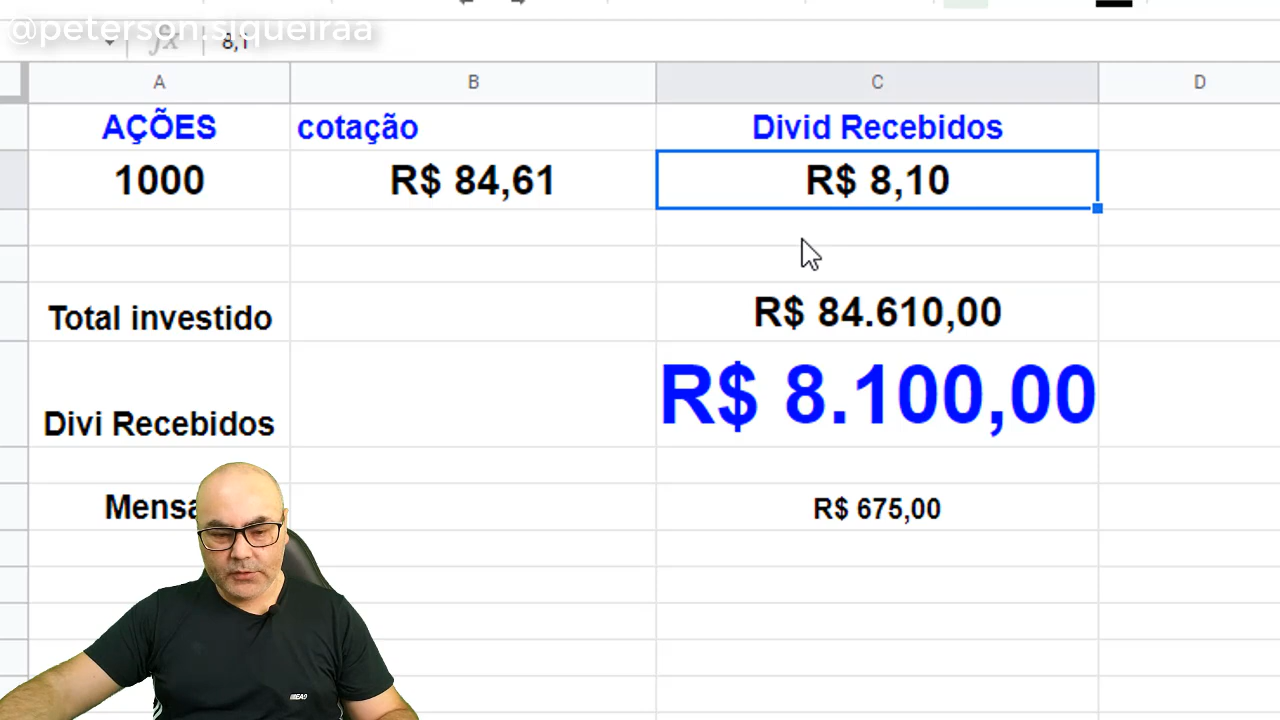 @peterson.siqueiraa
fx 8,1
A B C D
AÇÕES cotação Divid Recebidos
1000 R$ 84,61 R$ 8,10
Total investido R$ 84.610,00
Divi Recebidos R$ 8.100,00
Mensa R$ 675,00